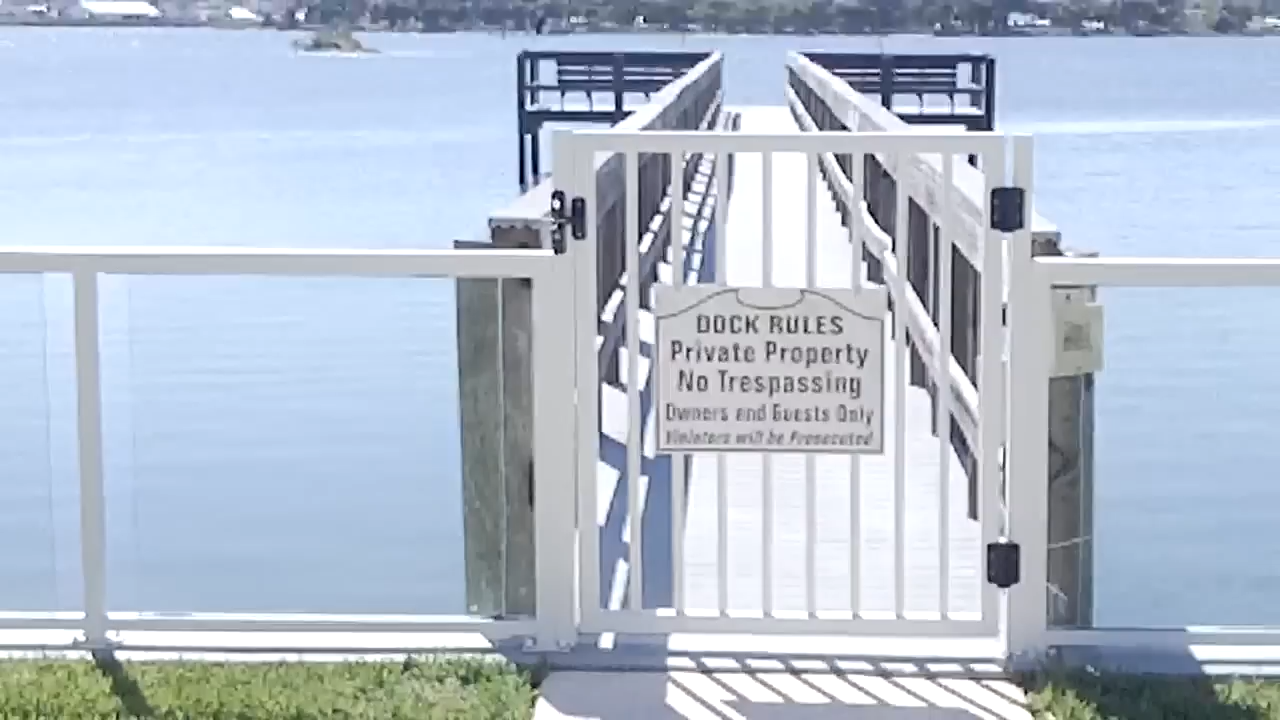 DOCK RULES
Private Property
No Trespassing
Owners and Guests Only
Violators will be Prosecuted